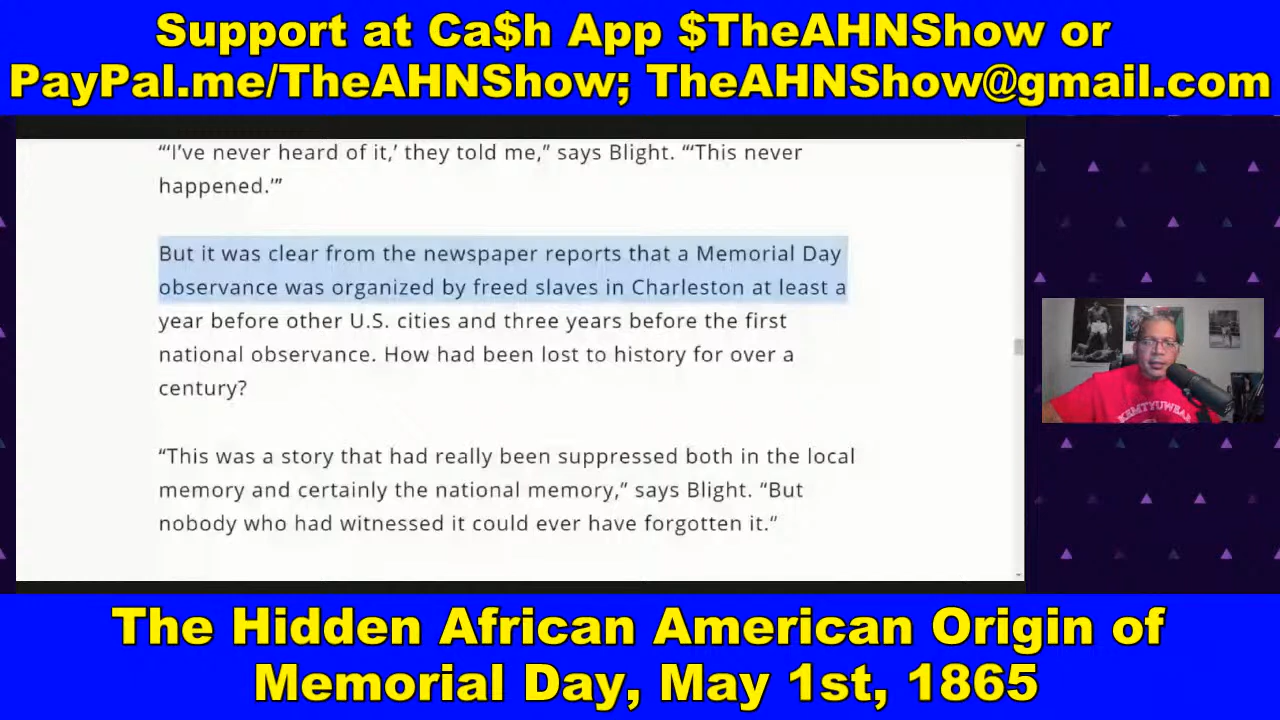 Support at Ca$h App $TheAHNShow or
PayPal.me/TheAHNShow; TheAHNShow@gmail.com
“‘I’ve never heard of it,’ they told me,” says Blight. “‘This never
happened.’”
But it was clear from the newspaper reports that a Memorial Day
observance was organized by freed slaves in Charleston at least a
year before other U.S. cities and three years before the first
national observance. How had been lost to history for over a
century?
“This was a story that had really been suppressed both in the local
memory and certainly the national memory,” says Blight. “But
nobody who had witnessed it could ever have forgotten it.”
KEMTYUWEAR
The Hidden African American Origin of
Memorial Day, May 1st, 1865